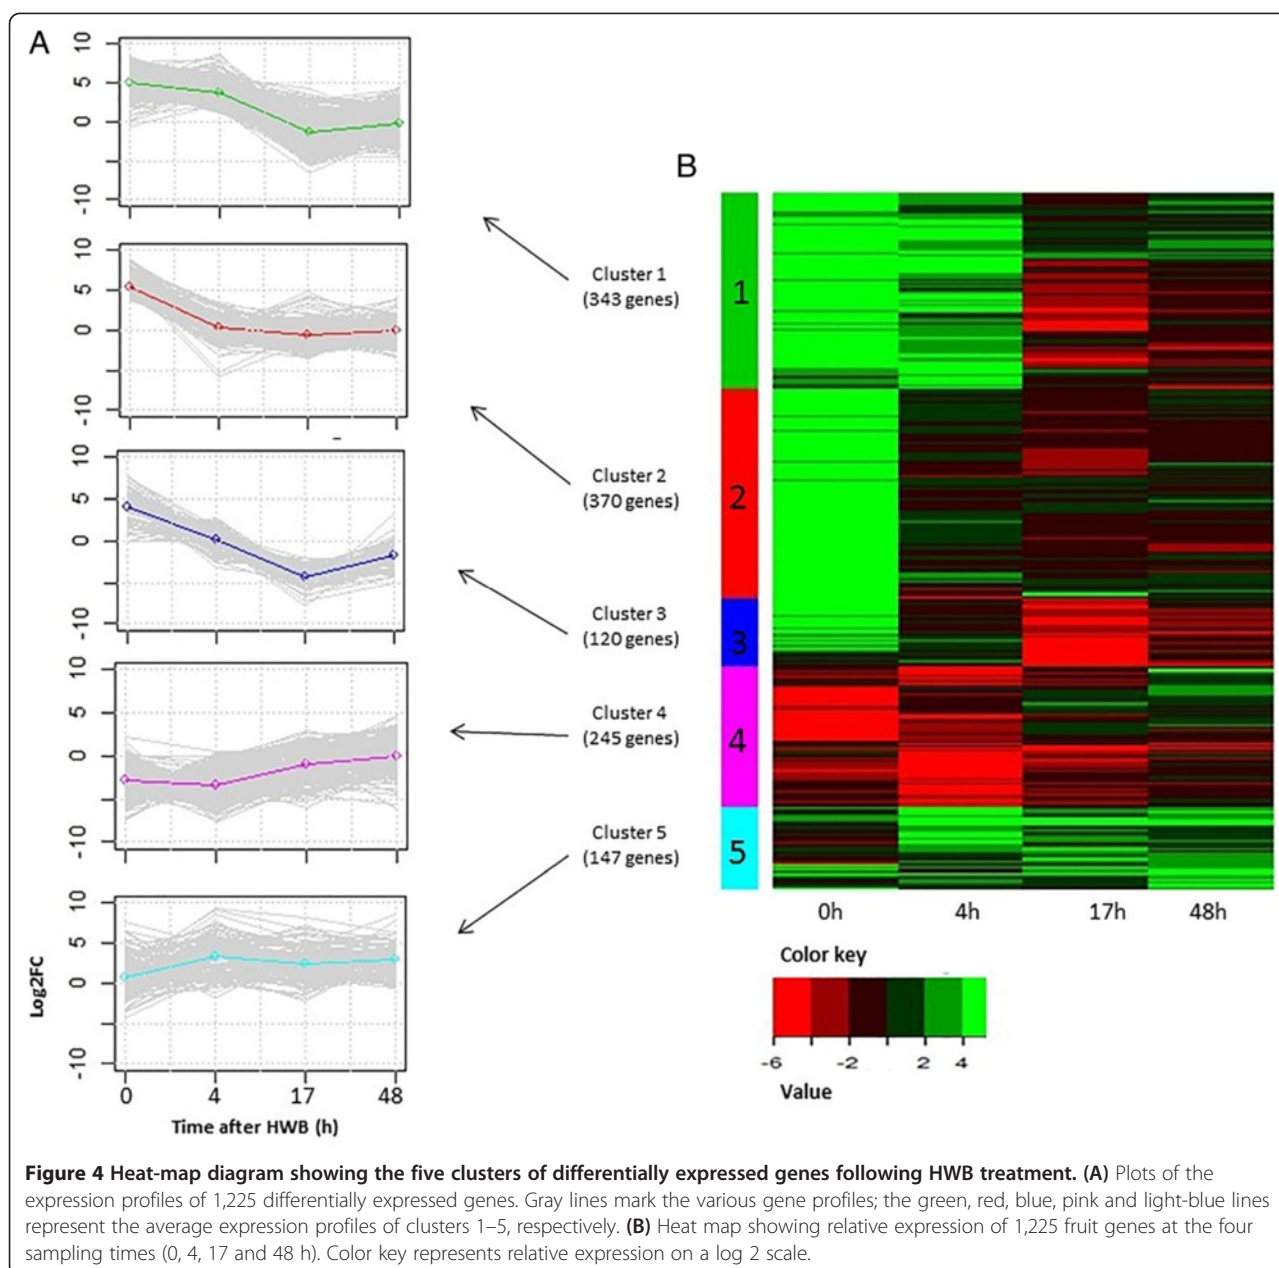 A
10
5
0
-10
10
5
0
-10
10
5
0
-10
10
5
0
-10
10
5
0
-10
Log2FC
0 4 17 48
Time after HWB (h)
Cluster 1
(343 genes)
Cluster 2
(370 genes)
Cluster 3
(120 genes)
Cluster 4
(245 genes)
Cluster 5
(147 genes)
B
1
2
3
4
5
0h 4h 17h 48h
Color key
-6 -2 2 4
Value
Figure 4 Heat-map diagram showing the five clusters of differentially expressed genes following HWB treatment. (A) Plots of the
expression profiles of 1,225 differentially expressed genes. Gray lines mark the various gene profiles; the green, red, blue, pink and light-blue lines
represent the average expression profiles of clusters 1–5, respectively. (B) Heat map showing relative expression of 1,225 fruit genes at the four
sampling times (0, 4, 17 and 48 h). Color key represents relative expression on a log 2 scale.